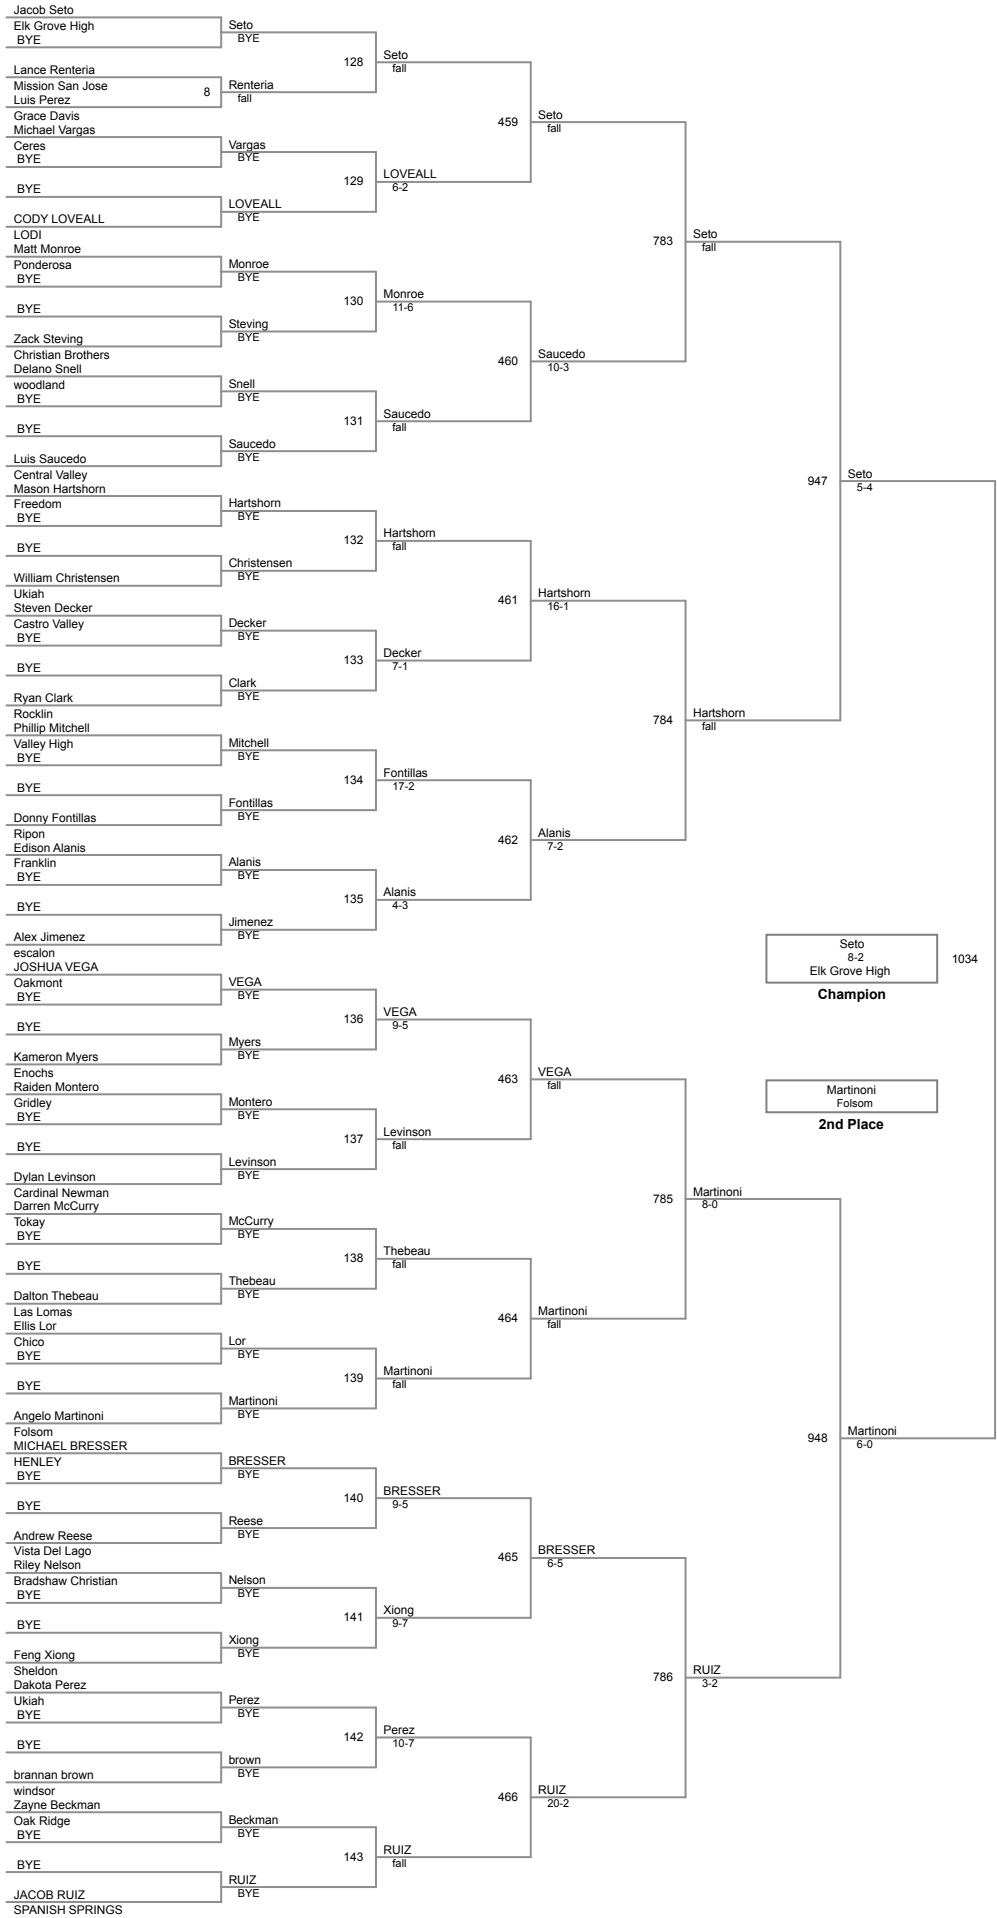 Jacob Seto
Elk Grove High
BYE
Seto
BYE
128
Seto
fall
Lance Renteria
Mission San Jose
Luis Perez
8
Renteria
fall
459
Seto
fall
Grace Davis
Michael Vargas
Ceres
BYE
Vargas
BYE
129
LOVEALL
6-2
BYE
LOVEALL
BYE
CODY LOVEALL
LODI
783
Seto
fall
Matt Monroe
Ponderosa
BYE
Monroe
BYE
130
Monroe
11-6
BYE
Steving
BYE
Zack Steving
Christian Brothers
460
Saucedo
10-3
Delano Snell
woodland
BYE
Snell
BYE
131
Saucedo
fall
BYE
Saucedo
BYE
Luis Saucedo
Central Valley
947
Seto
5-4
Mason Hartshorn
Freedom
BYE
Hartshorn
BYE
132
Hartshorn
fall
BYE
Christensen
BYE
William Christensen
Ukiah
461
Hartshorn
16-1
Steven Decker
Castro Valley
BYE
Decker
BYE
133
Decker
7-1
BYE
Clark
BYE
Ryan Clark
Rocklin
784
Hartshorn
fall
Phillip Mitchell
Valley High
BYE
Mitchell
BYE
134
Fontillas
17-2
BYE
Fontillas
BYE
Donny Fontillas
Ripon
462
Alanis
7-2
Edison Alanis
Franklin
BYE
Alanis
BYE
135
Alanis
4-3
BYE
Jimenez
BYE
Alex Jimenez
escalon
Seto
8-2
Elk Grove High
1034
Champion
JOSHUA VEGA
Oakmont
BYE
VEGA
BYE
136
VEGA
9-5
BYE
Myers
BYE
Kameron Myers
Enochs
463
VEGA
fall
Martinoni
Folsom
2nd Place
Raiden Montero
Gridley
BYE
Montero
BYE
137
Levinson
fall
BYE
Levinson
BYE
Dylan Levinson
Cardinal Newman
785
Martinoni
8-0
Darren McCurry
Tokay
BYE
McCurry
BYE
138
Thebeau
fall
BYE
Thebeau
BYE
Dalton Thebeau
Las Lomas
464
Martinoni
fall
Ellis Lor
Chico
BYE
Lor
BYE
139
Martinoni
fall
BYE
Martinoni
BYE
Angelo Martinoni
Folsom
948
Martinoni
6-0
MICHAEL BRESSER
HENLEY
BYE
BRESSER
BYE
140
BRESSER
9-5
BYE
Reese
BYE
Andrew Reese
Vista Del Lago
465
BRESSER
6-5
Riley Nelson
Bradshaw Christian
BYE
Nelson
BYE
141
Xiong
9-7
BYE
Xiong
BYE
Feng Xiong
Sheldon
786
RUIZ
3-2
Dakota Perez
Ukiah
BYE
Perez
BYE
142
Perez
10-7
BYE
brown
BYE
brannan brown
windsor
466
RUIZ
20-2
Zayne Beckman
Oak Ridge
BYE
Beckman
BYE
143
RUIZ
fall
BYE
RUIZ
BYE
JACOB RUIZ
SPANISH SPRINGS